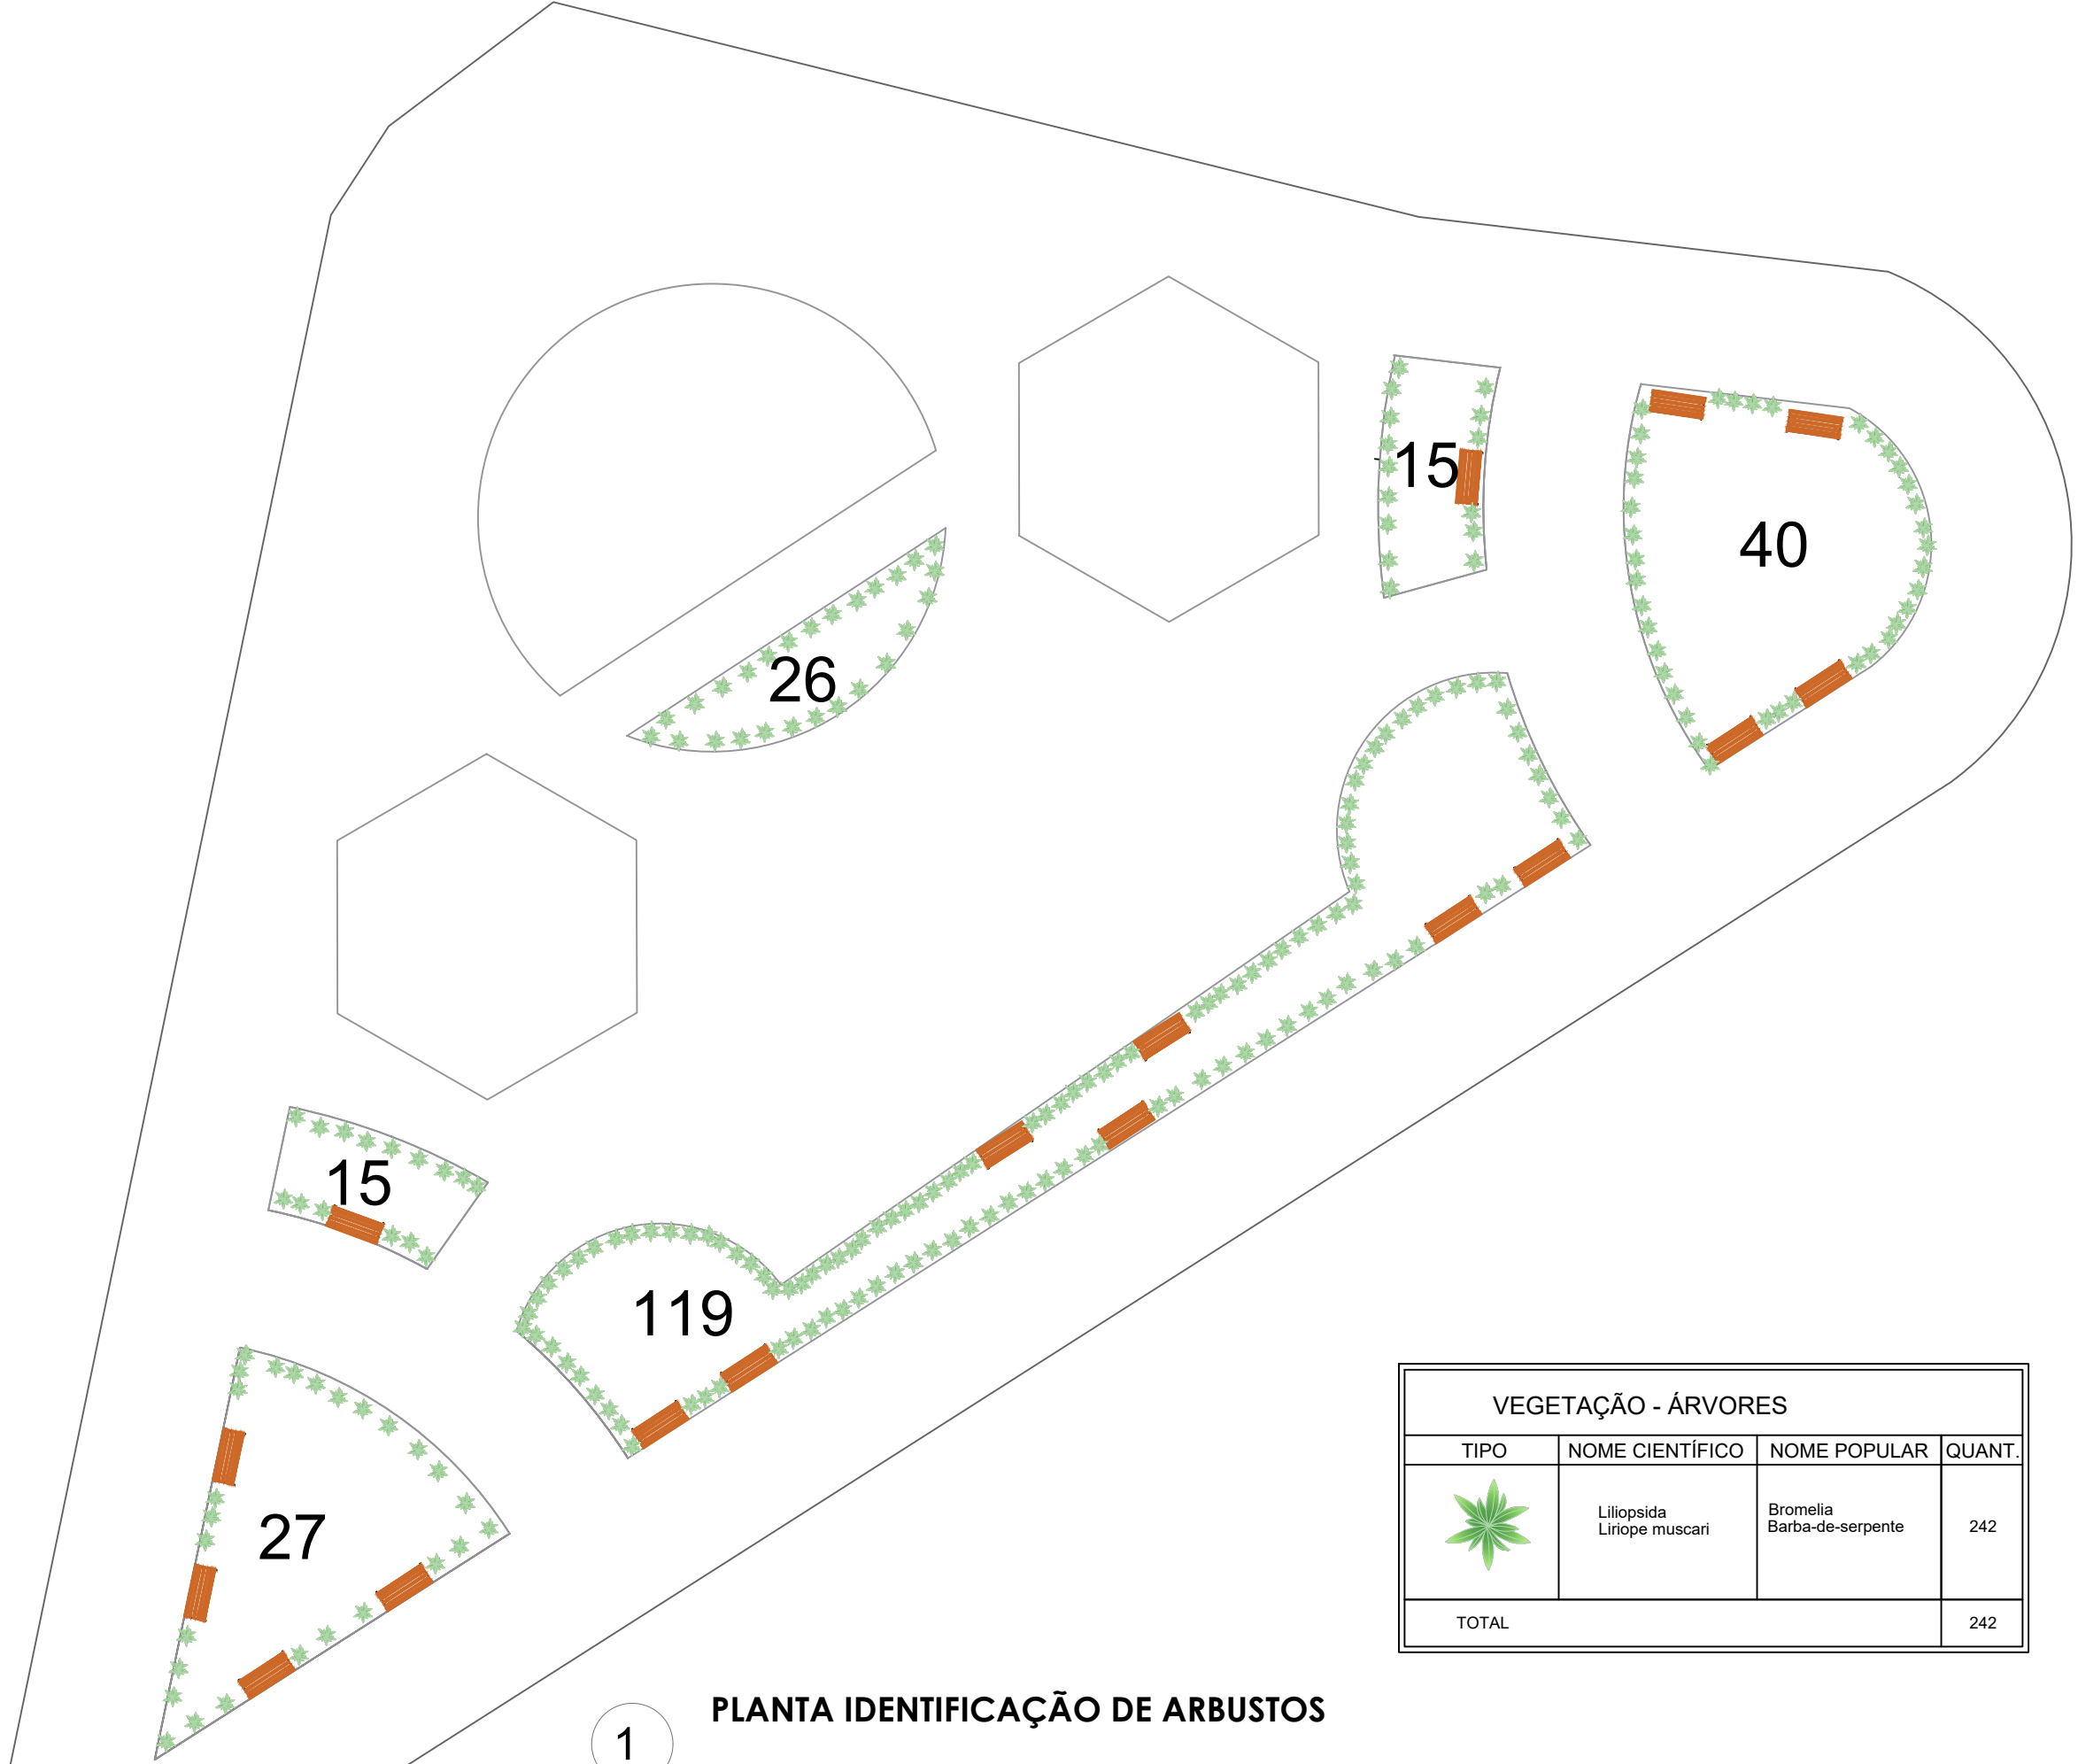 15
40
26
15
119
27
VEGETAÇÃO - ÁRVORES
TIPO NOME CIENTÍFICO NOME POPULAR QUANT.
Liliopsida Bromelia
Liriope muscari Barba-de-serpente 242
TOTAL 242
PLANTA IDENTIFICAÇÃO DE ARBUSTOS
1